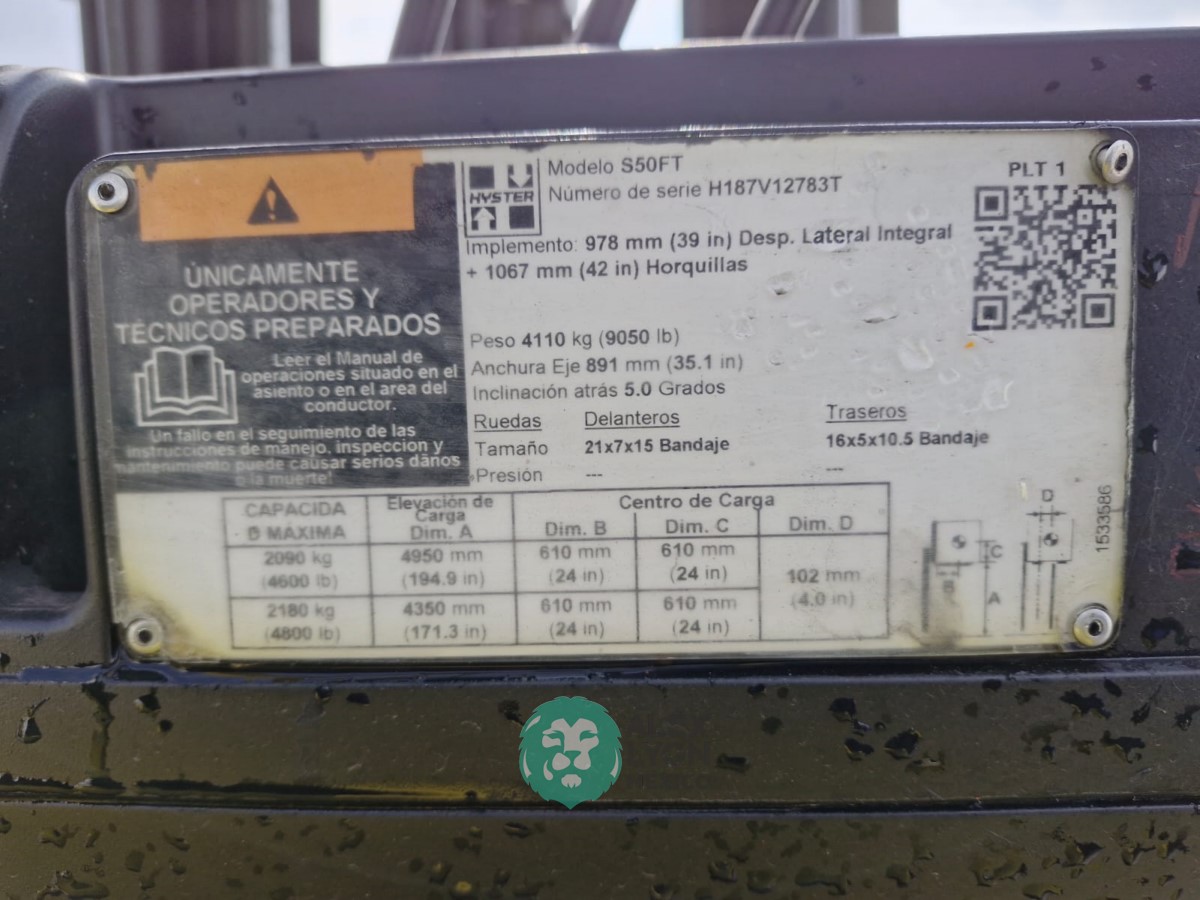 HYSTER
Modelo S50FT
Número de serie H187V12783T
PLT 1
Implemento: 978 mm (39 in) Desp. Lateral Integral
+ 1067 mm (42 in) Horquillas
ÚNICAMENTE
OPERADORES Y
TÉCNICOS PREPARADOS
Leer el Manual de
operaciones situado en el
asiento o en el area del
conductor.
Un fallo en el seguimiento de las
instrucciones de manejo, inspeccion y
mantenimiento puede causar serios daños
o la muerte!
Peso 4110 kg (9050 lb)
Anchura Eje 891 mm (35.1 in)
Inclinación atrás 5.0 Grados
Ruedas Delanteros Traseros
Tamaño 21x7x15 Bandaje 16x5x10.5 Bandaje
Presión --- ---
CAPACIDA
D MÁXIMA
Elevación de
Carga
Dim. A
Centro de Carga
Dim. B Dim. C Dim. D
2090 kg 4950 mm 610 mm 610 mm
(4600 lb) (194.9 in) (24 in) (24 in)
102 mm
(4.0 in)
2180 kg 4350 mm 610 mm 610 mm
(4800 lb) (171.3 in) (24 in) (24 in)
D
C
B
A
1533586